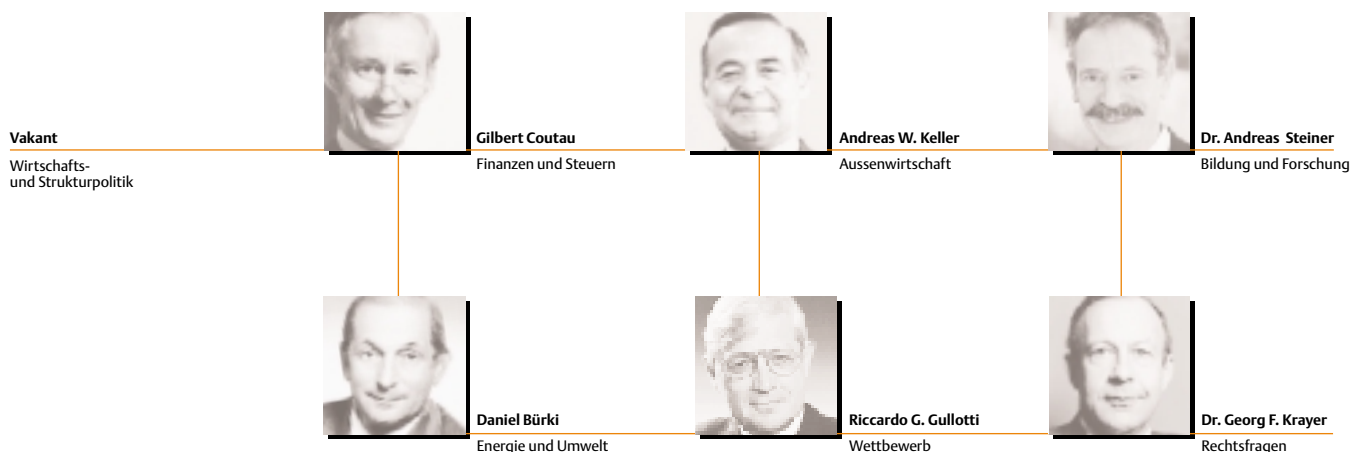 Vakant
Wirtschafts-
und Strukturpolitik
Gilbert Coutau
Finanzen und Steuern
Andreas W. Keller
Aussenwirtschaft
Dr. Andreas Steiner
Bildung und Forschung
Daniel Bürki
Energie und Umwelt
Riccardo G. Gullotti
Wettbewerb
Dr. Georg F. Krayer
Rechtsfragen